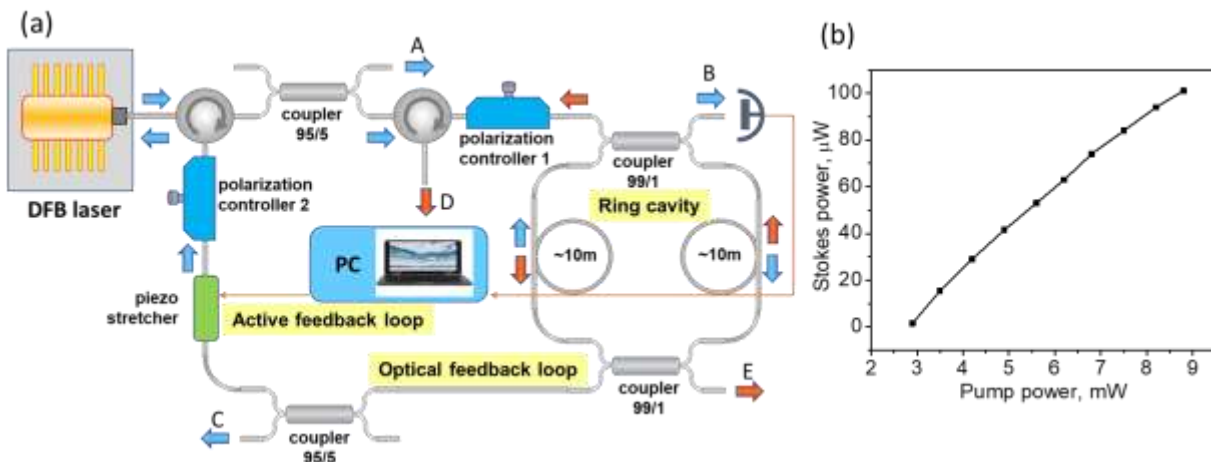 (a)
A
B
coupler
95/5
polarization
controller 1
coupler
99/1
DFB laser
polarization
controller 2
D
Ring cavity
PC
~10m
~10m
piezo
stretcher
Active feedback loop
Optical feedback loop
E
coupler
99/1
C
coupler
95/5
(b)
Stokes power, μW
100
80
60
40
20
0
2 3 4 5 6 7 8 9
Pump power, mW